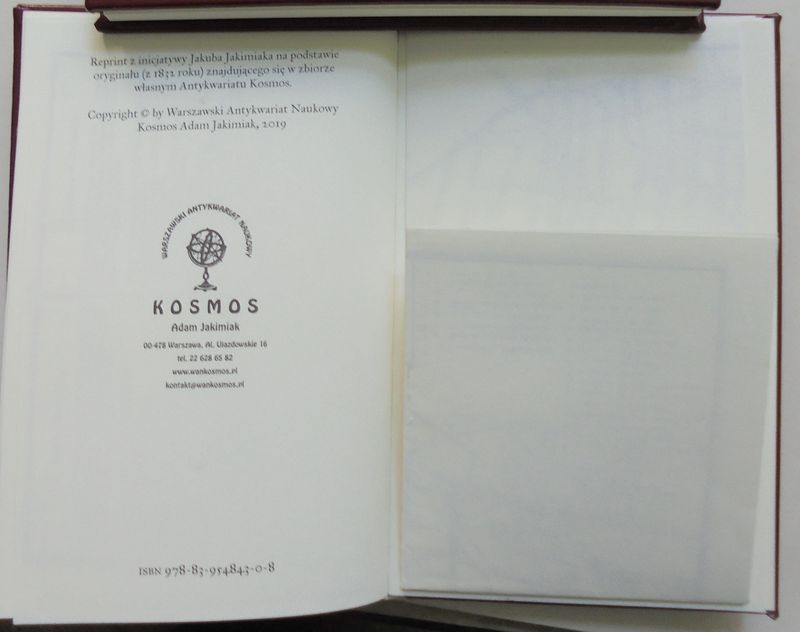 Reprint z inicjatywy Jakuba Jakimiaka na podstawie
oryginału (z 1832 roku) znajdującego się w zbiorze
własnym Antykwariatu Kosmos.
Copyright © by Warszawski Antykwariat Naukowy
Kosmos Adam Jakimiak, 2019
WARSZAWSKI ANTYKWARIAT NAUKOWY
KOSMOS
Adam Jakimiak
00-478 Warszawa, Al. Ujazdowskie 16
tel. 22 628 65 82
www.wankosmos.pl
kontakt@wankosmos.pl
ISBN 978-83-954843-0-8